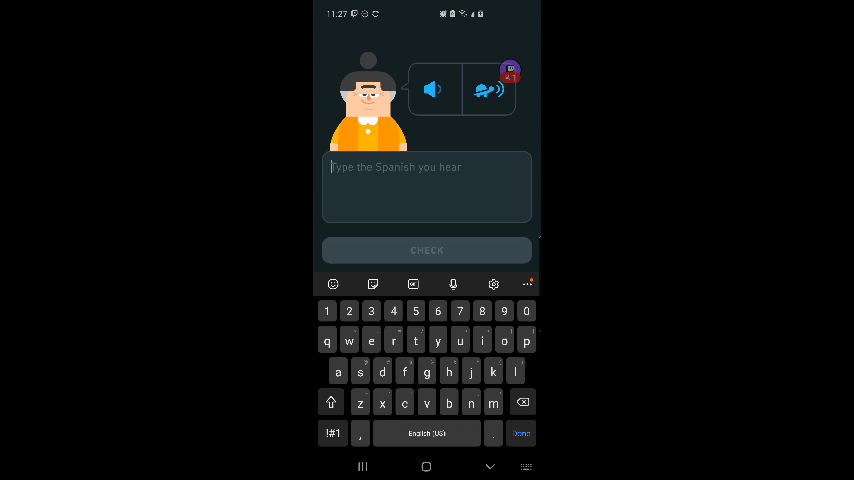 11:27
Type the Spanish you hear
CHECK
GIF
1 2 3 4 5 6 7 8 9 0
q w e r t y u i o p
a s d f g h j k l
z x c v b n m
!#1 , English (US) . Done